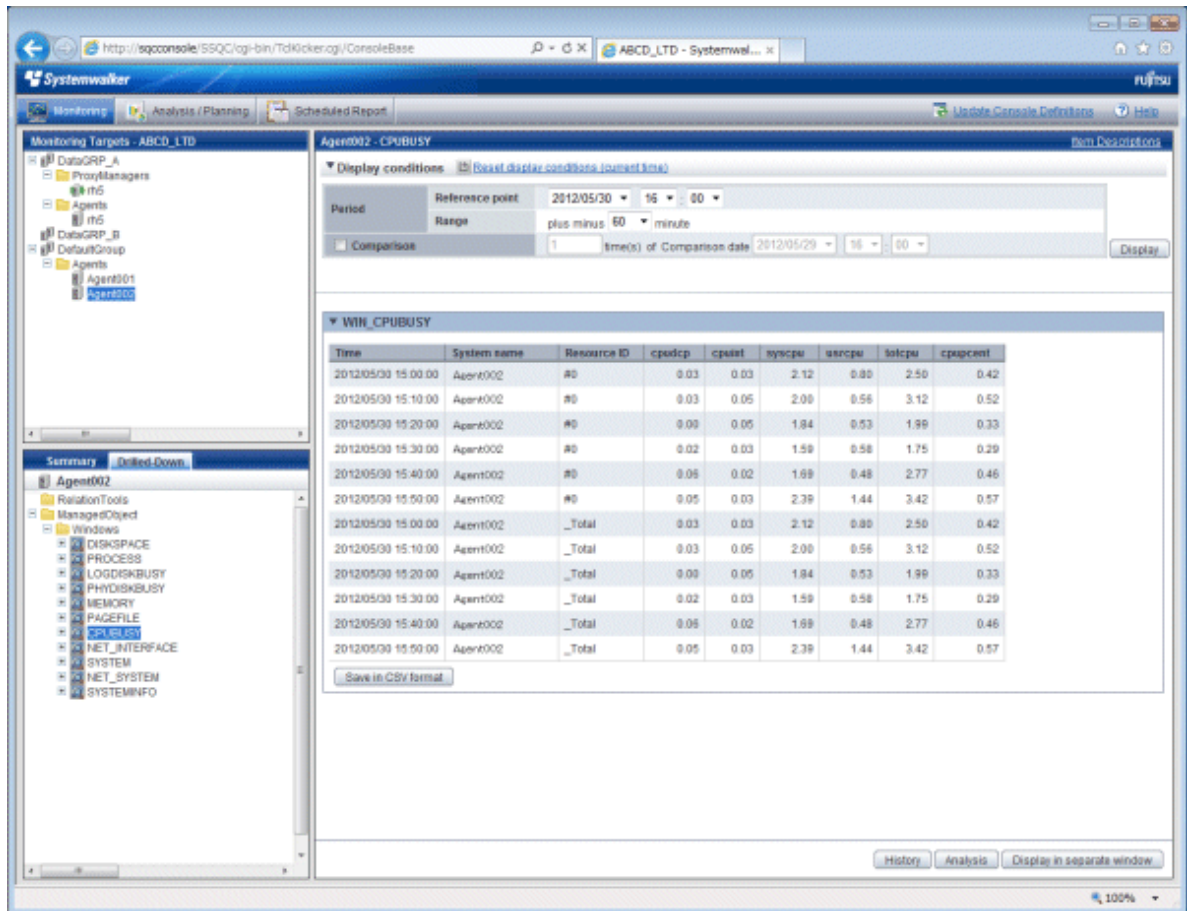 http://sqcconsole/SSQC/cgi-bin/TclKicker.cgi/ConsoleBase
ABCD_LTD - Systemwal...
Systemwalker
FUJITSU
Monitoring Analysis / Planning Scheduled Report Update Console Definitions Help
Monitoring Targets - ABCD_LTD
DataGRP_A
ProxyManagers
rh5
Agents
rh5
DataGRP_B
DefaultGroup
Agents
Agent001
Agent002
Summary Drilled-Down
Agent002
RelationTools
ManagedObject
Windows
DISKSPACE
PROCESS
LOGDISKBUSY
PHYDISKBUSY
MEMORY
PAGEFILE
CPUBUSY
NET_INTERFACE
SYSTEM
NET_SYSTEM
SYSTEMINFO
Agent002 - CPUBUSY Item Descriptions
Display conditions Reset display conditions (current time)
Period Reference point 2012/05/30 16 : 00
Range plus minus 60 minute
Comparison 1 time(s) of Comparison date 2012/05/29 16 : 00 Display
WIN_CPUBUSY
Time System name Resource ID cpudcp cpuint syscpu usrcpu totcpu cpupcent
2012/05/30 15:00:00 Agent002 #0 0.03 0.03 2.12 0.80 2.50 0.42
2012/05/30 15:10:00 Agent002 #0 0.03 0.05 2.00 0.56 3.12 0.52
2012/05/30 15:20:00 Agent002 #0 0.00 0.05 1.84 0.53 1.99 0.33
2012/05/30 15:30:00 Agent002 #0 0.02 0.03 1.59 0.58 1.75 0.29
2012/05/30 15:40:00 Agent002 #0 0.06 0.02 1.69 0.48 2.77 0.46
2012/05/30 15:50:00 Agent002 #0 0.05 0.03 2.39 1.44 3.42 0.57
2012/05/30 15:00:00 Agent002 _Total 0.03 0.03 2.12 0.80 2.50 0.42
2012/05/30 15:10:00 Agent002 _Total 0.03 0.05 2.00 0.56 3.12 0.52
2012/05/30 15:20:00 Agent002 _Total 0.00 0.05 1.84 0.53 1.99 0.33
2012/05/30 15:30:00 Agent002 _Total 0.02 0.03 1.59 0.58 1.75 0.29
2012/05/30 15:40:00 Agent002 _Total 0.06 0.02 1.69 0.48 2.77 0.46
2012/05/30 15:50:00 Agent002 _Total 0.05 0.03 2.39 1.44 3.42 0.57
Save in CSV format
History Analysis Display in separate window
100%